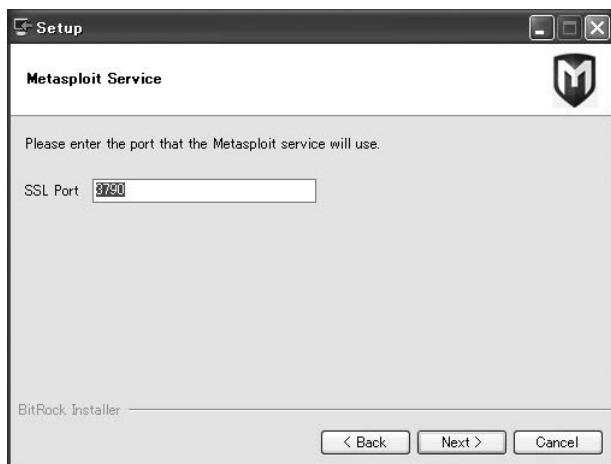 Setup
Metasploit Service
Please enter the port that the Metasploit service will use.
SSL Port 3790
BitRock Installer
< Back Next > Cancel